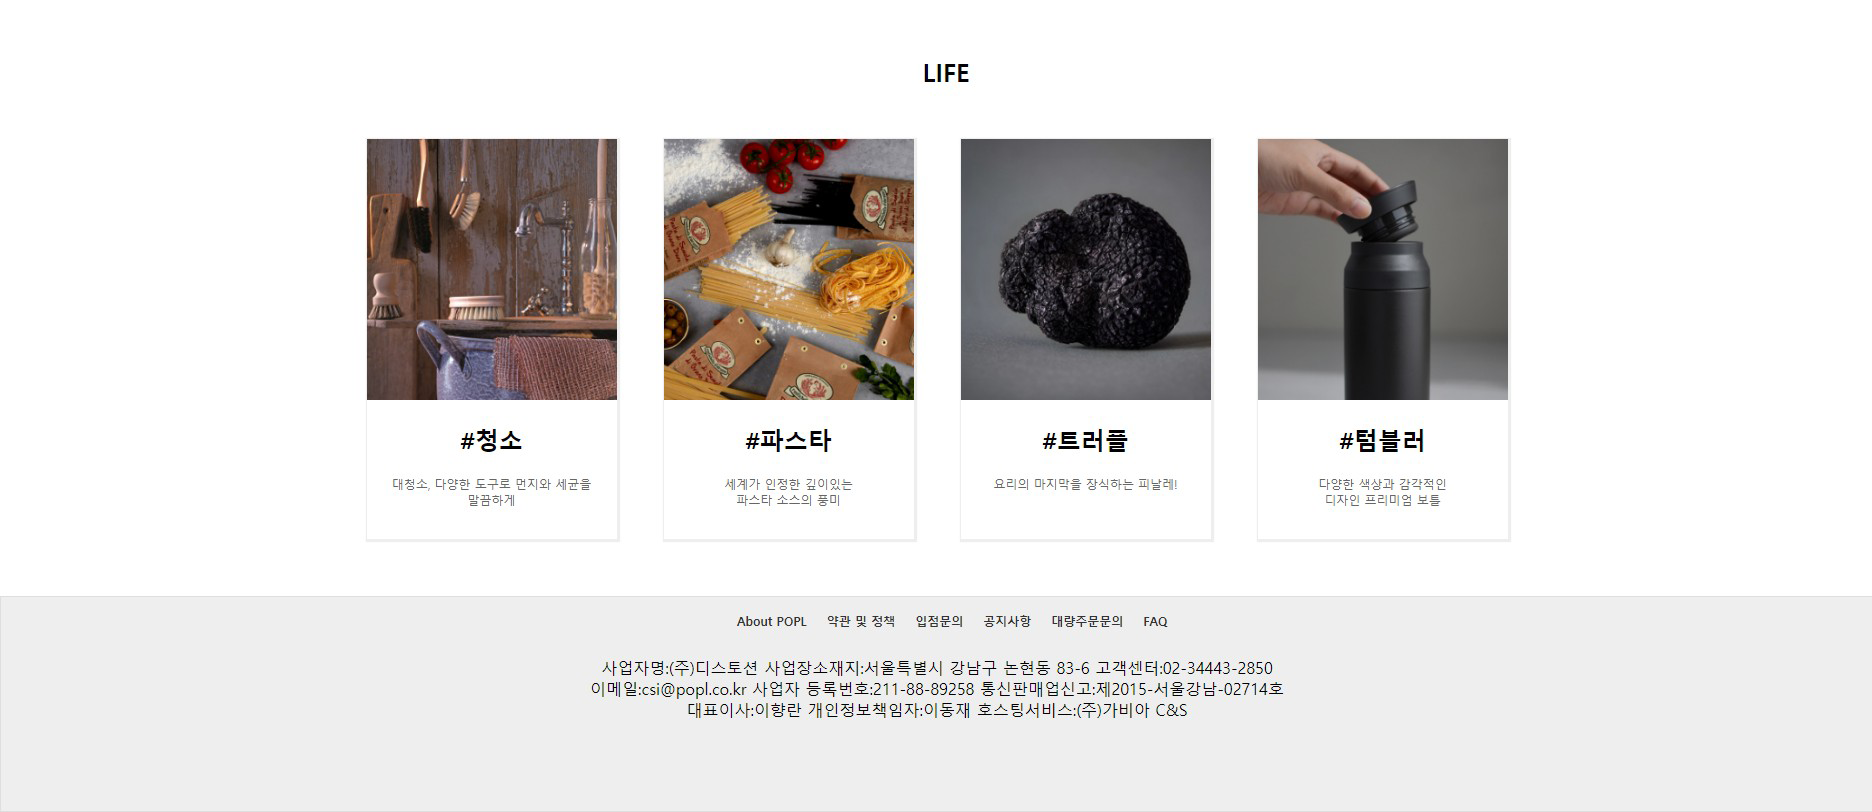 LIFE
#청소
대청소, 다양한 도구로 먼지와 세균을
말끔하게
#파스타
세계가 인정한 깊이있는
파스타 소스의 풍미
#트러플
요리의 마지막을 장식하는 피날레!
#텀블러
다양한 색상과 감각적인
디자인 프리미엄 보틀
About POPL 약관 및 정책 입점문의 공지사항 대량주문문의 FAQ
사업자명:(주)디스토션 사업장소재지:서울특별시 강남구 논현동 83-6 고객센터:02-34443-2850
이메일:csi@popl.co.kr 사업자 등록번호:211-88-89258 통신판매업신고:제2015-서울강남-02714호
대표이사:이향란 개인정보책임자:이동재 호스팅서비스:(주)가비아 C&S